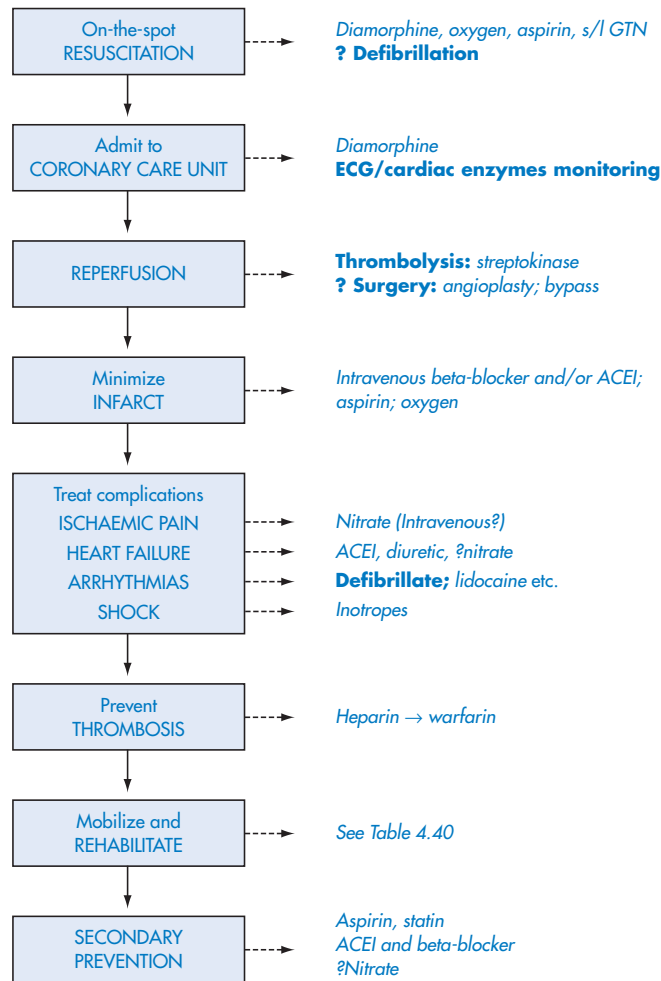 On-the-spot
RESUSCITATION
Diamorphine, oxygen, aspirin, s/l GTN
? Defibrillation
Admit to
CORONARY CARE UNIT
Diamorphine
ECG/cardiac enzymes monitoring
REPERFUSION
Thrombolysis: streptokinase
? Surgery: angioplasty; bypass
Minimize
INFARCT
Intravenous beta-blocker and/or ACEI;
aspirin; oxygen
Treat complications
ISCHAEMIC PAIN
Nitrate (Intravenous?)
HEART FAILURE
ACEI, diuretic, ?nitrate
ARRHYTHMIAS
Defibrillate; lidocaine etc.
SHOCK
Inotropes
Prevent
THROMBOSIS
Heparin → warfarin
Mobilize and
REHABILITATE
See Table 4.40
SECONDARY
PREVENTION
Aspirin, statin
ACEI and beta-blocker
?Nitrate